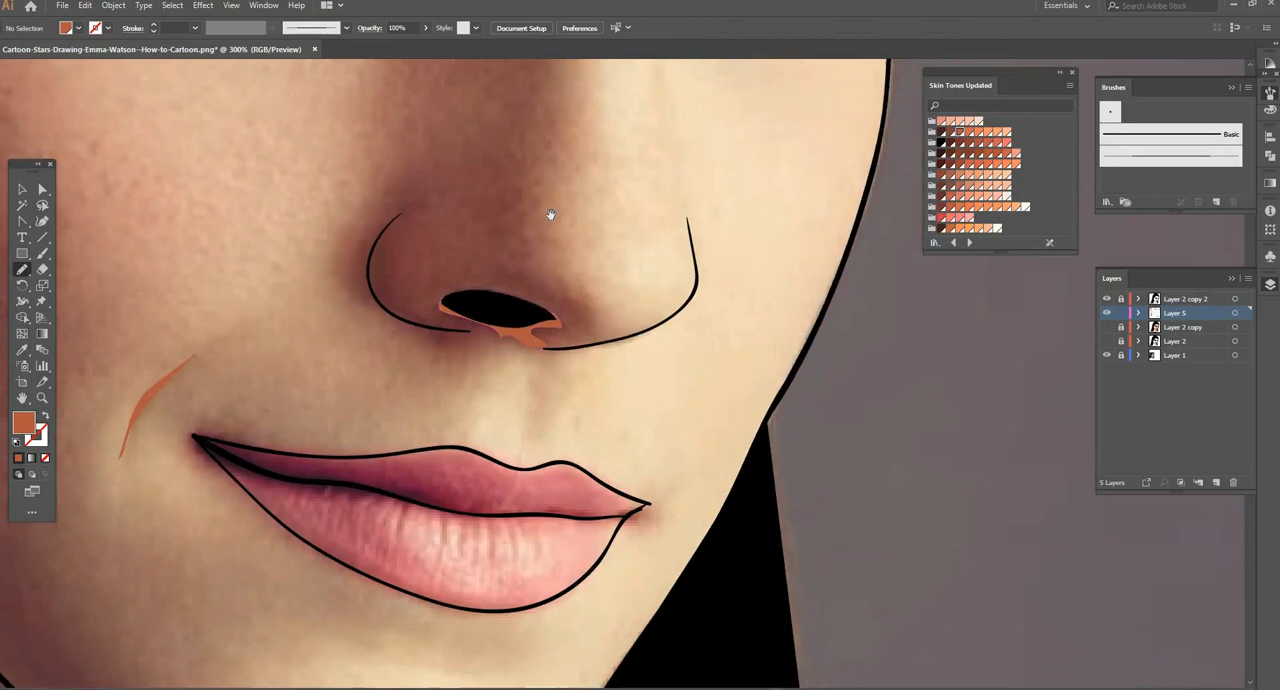 Ai File Edit Object Type Select Effect View Window Help Essentials Search Adobe Stock
No Selection Stroke: Opacity: 100% Style: Document Setup Preferences
Cartoon-Stars-Drawing-Emma-Watson--How-to-Cartoon.png* @ 300% (RGB/Preview)
Skin Tones Updated
Brushes
Basic
Layers
Layer 2 copy 2
Layer 5
Layer 2 copy
Layer 2
Layer 1
5 Layers